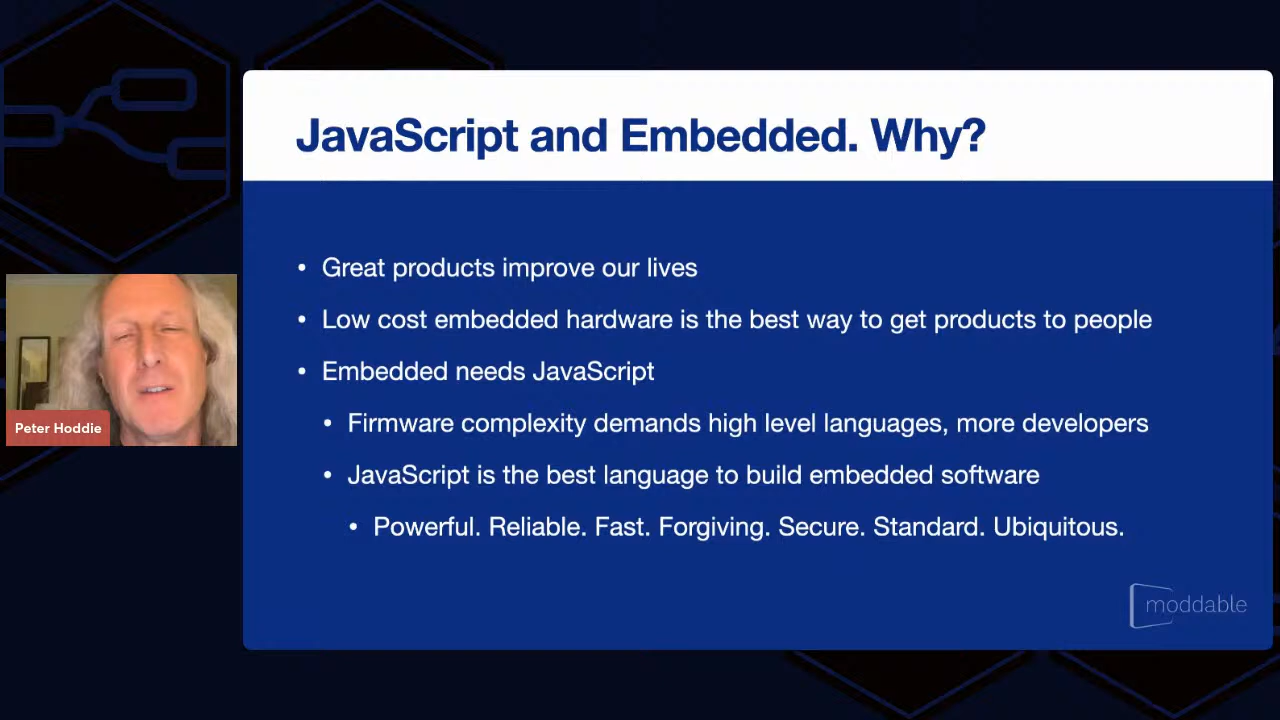 JavaScript and Embedded. Why?
• Great products improve our lives
• Low cost embedded hardware is the best way to get products to people
• Embedded needs JavaScript
• Firmware complexity demands high level languages, more developers
• JavaScript is the best language to build embedded software
• Powerful. Reliable. Fast. Forgiving. Secure. Standard. Ubiquitous.
Peter Hoddie
moddable